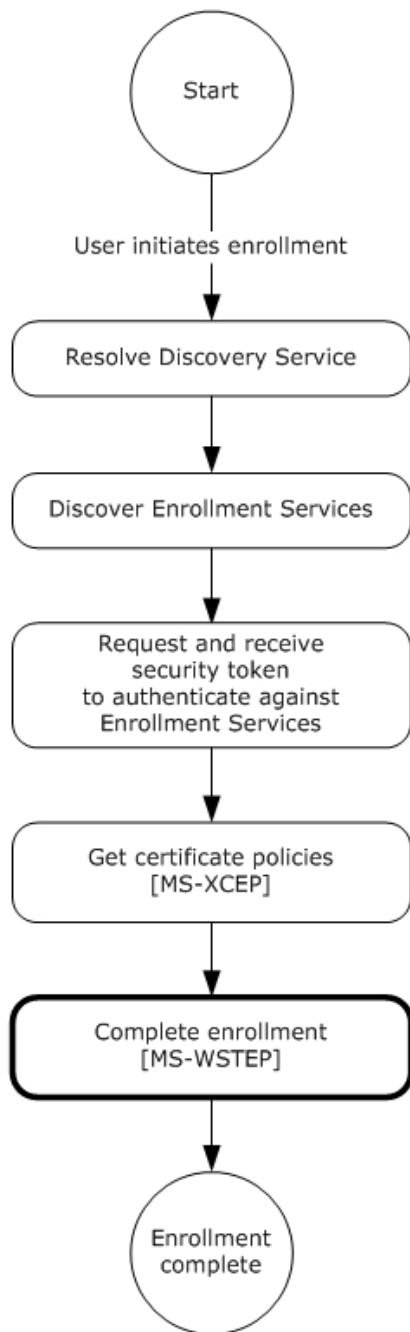 Start
User initiates enrollment
Resolve Discovery Service
Discover Enrollment Services
Request and receive
security token
to authenticate against
Enrollment Services
Get certificate policies
[MS-XCEP]
Complete enrollment
[MS-WSTEP]
Enrollment
complete